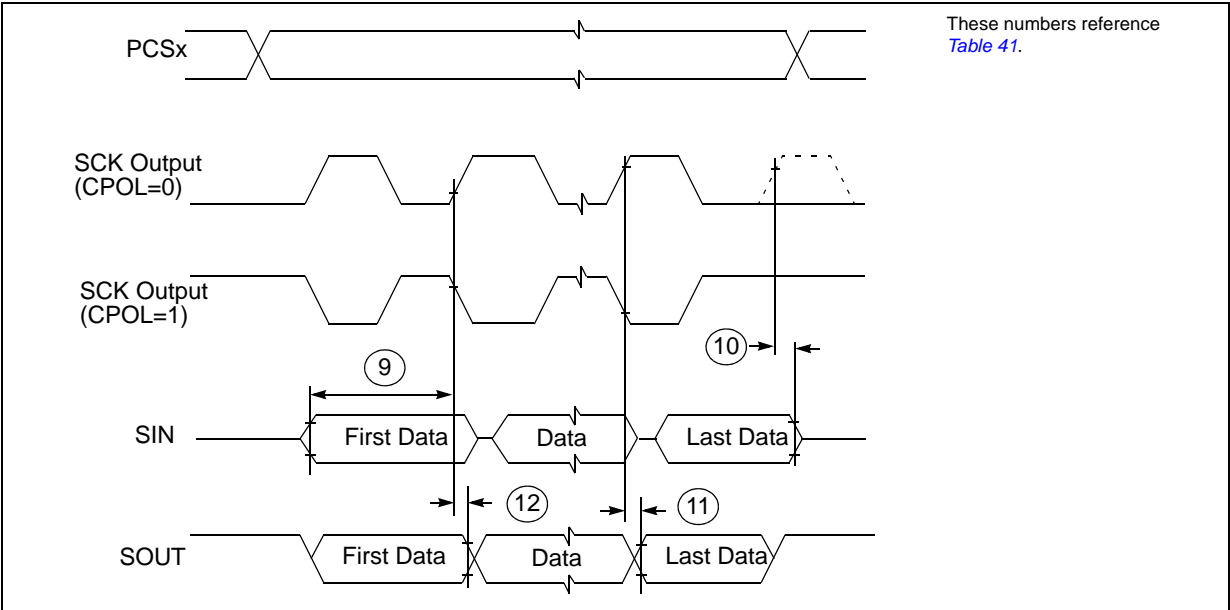 These numbers reference
Table 41.
PCSx
SCK Output
(CPOL=0)
SCK Output
(CPOL=1)
10
9
SIN
First Data
Data
Last Data
12
11
SOUT
First Data
Data
Last Data